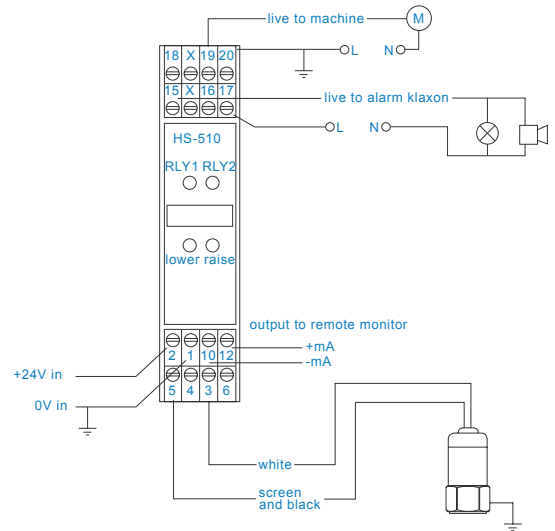 live to machine
M
L N
18 X 19 20
15 X 16 17
live to alarm klaxon
L N
HS-510
RLY1 RLY2
lower raise
output to remote monitor
2 1 10 12
+mA
-mA
+24V in
5 4 3 6
0V in
white
screen
and black